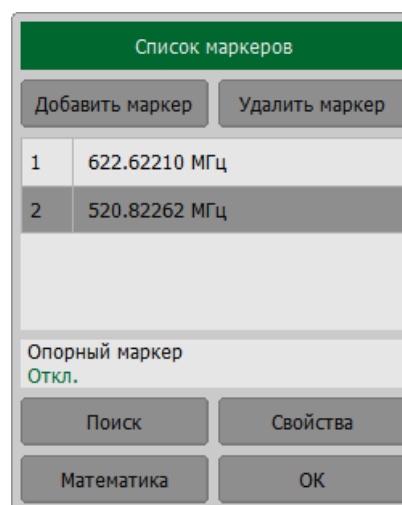 Список маркеров
Добавить маркер Удалить маркер
1 622.62210 МГц
2 520.82262 МГц
Опорный маркер
Откл.
Поиск Свойства
Математика ОК